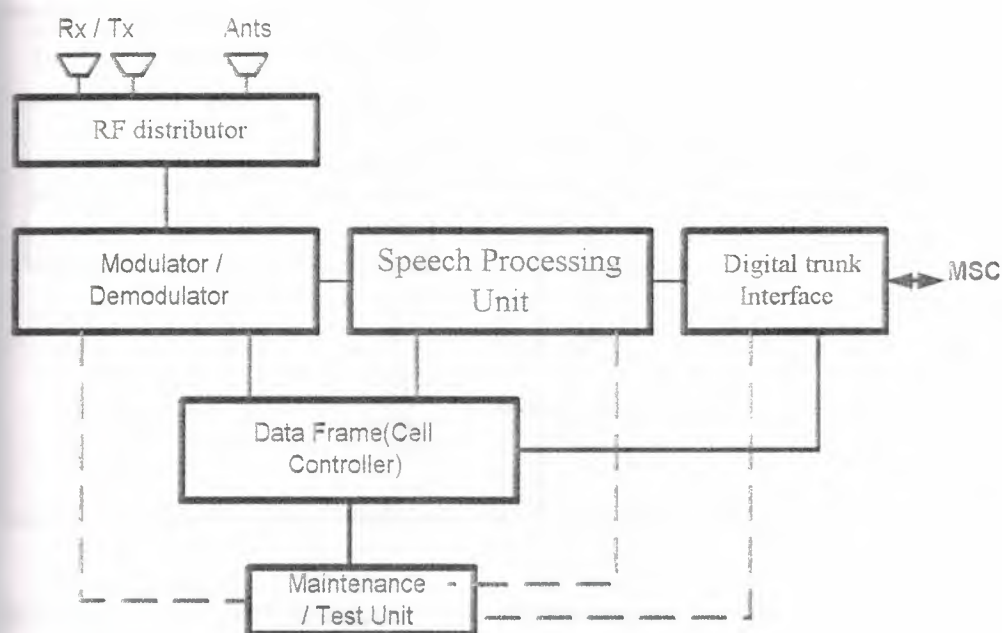 Rx / Tx Ants
RF distributor
Modulator /
Demodulator
Speech Processing
Unit
Digital trunk
Interface
MSC
Data Frame(Cell
Controller)
Maintenance
/ Test Unit